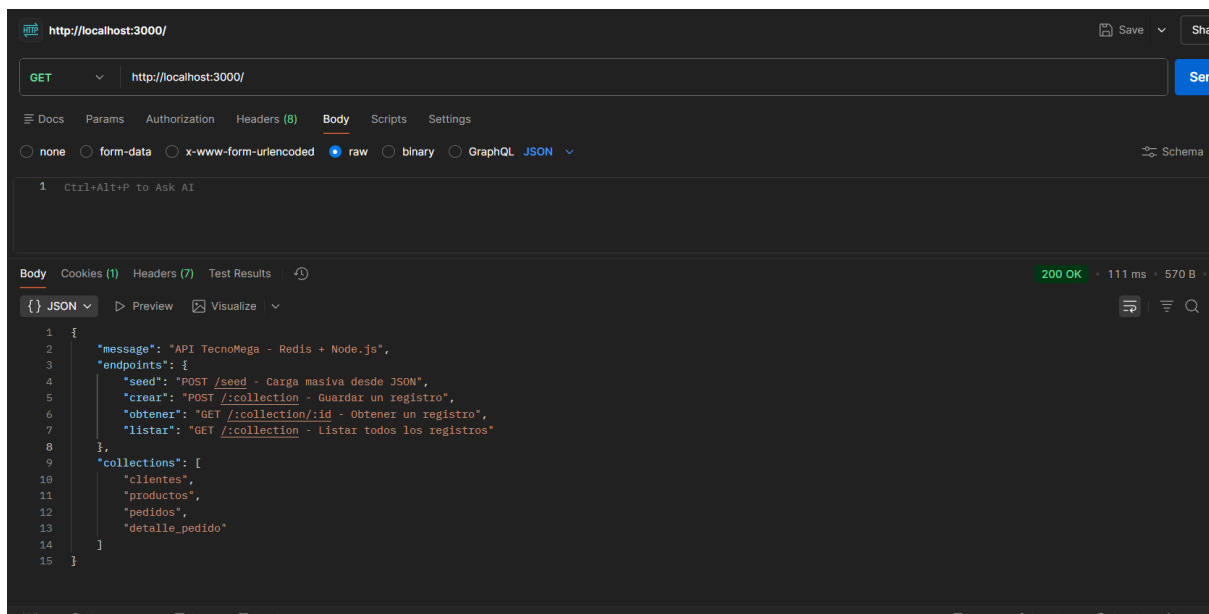 HTTP http://localhost:3000/ Save
GET http://localhost:3000/
Docs Params Authorization Headers (8) Body Scripts Settings
none form-data x-www-form-urlencoded raw binary GraphQL JSON Schema
1 Ctrl+Alt+P to Ask AI
Body Cookies (1) Headers (7) Test Results 200 OK • 111 ms • 570 B •
{} JSON Preview Visualize
1 {
2 "message": "API TecnoMega - Redis + Node.js",
3 "endpoints": {
4 "seed": "POST /seed - Carga masiva desde JSON",
5 "crear": "POST /:collection - Guardar un registro",
6 "obtener": "GET /:collection/:id - Obtener un registro",
7 "listar": "GET /:collection - Listar todos los registros"
8 },
9 "collections": [
10 "clientes",
11 "productos",
12 "pedidos",
13 "detalle_pedido"
14 ]
15 }